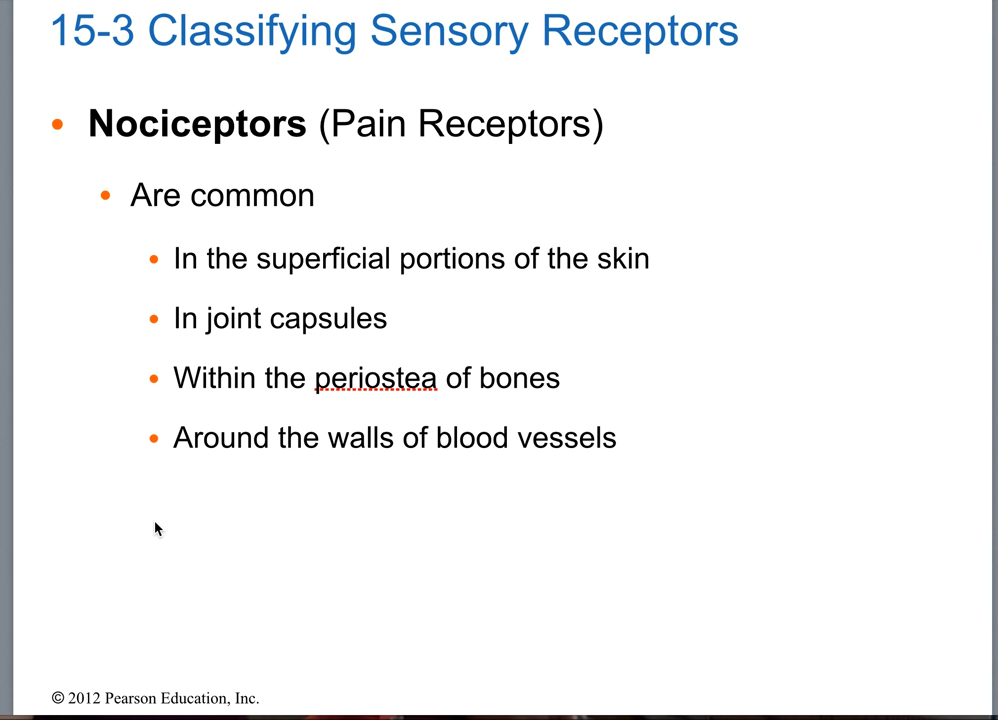 15-3 Classifying Sensory Receptors
• Nociceptors (Pain Receptors)
• Are common
• In the superficial portions of the skin
• In joint capsules
• Within the periostea of bones
• Around the walls of blood vessels
© 2012 Pearson Education, Inc.